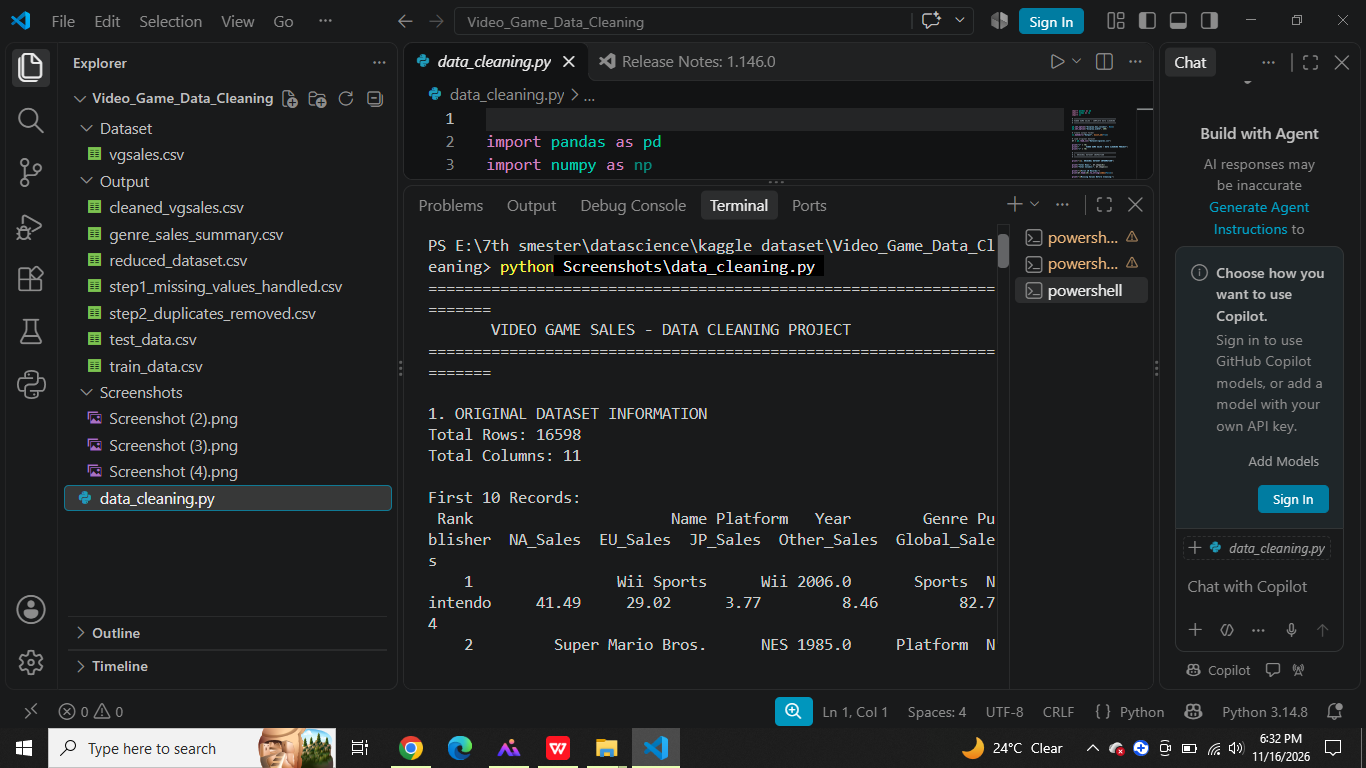 File Edit Selection View Go ···
Video_Game_Data_Cleaning
Sign In
Explorer
Video_Game_Data_Cleaning
Dataset
vgsales.csv
Output
cleaned_vgsales.csv
genre_sales_summary.csv
reduced_dataset.csv
step1_missing_values_handled.csv
step2_duplicates_removed.csv
test_data.csv
train_data.csv
Screenshots
Screenshot (2).png
Screenshot (3).png
Screenshot (4).png
data_cleaning.py
Outline
Timeline
data_cleaning.py
Release Notes: 1.146.0
data_cleaning.py > ...
1
2 import pandas as pd
3 import numpy as np
Problems Output Debug Console Terminal Ports
PS E:\7th smester\datascience\kaggle dataset\Video_Game_Data_Cl
eaning> python Screenshots\data_cleaning.py
===============================================================
=======
VIDEO GAME SALES - DATA CLEANING PROJECT
===============================================================
=======
1. ORIGINAL DATASET INFORMATION
Total Rows: 16598
Total Columns: 11
First 10 Records:
Rank Name Platform Year Genre Pu
blisher NA_Sales EU_Sales JP_Sales Other_Sales Global_Sale
s
1 Wii Sports Wii 2006.0 Sports N
intendo 41.49 29.02 3.77 8.46 82.7
4
2 Super Mario Bros. NES 1985.0 Platform N
powersh...
powersh...
powershell
Chat
Build with Agent
AI responses may
be inaccurate
Generate Agent
Instructions to
Choose how you
want to use
Copilot.
Sign in to use
GitHub Copilot
models, or add a
model with your
own API key.
Add Models
Sign In
data_cleaning.py
Chat with Copilot
Copilot
0 0
Ln 1, Col 1 Spaces: 4 UTF-8 CRLF {} Python Python 3.14.8
Type here to search
24°C Clear
6:32 PM
11/16/2026